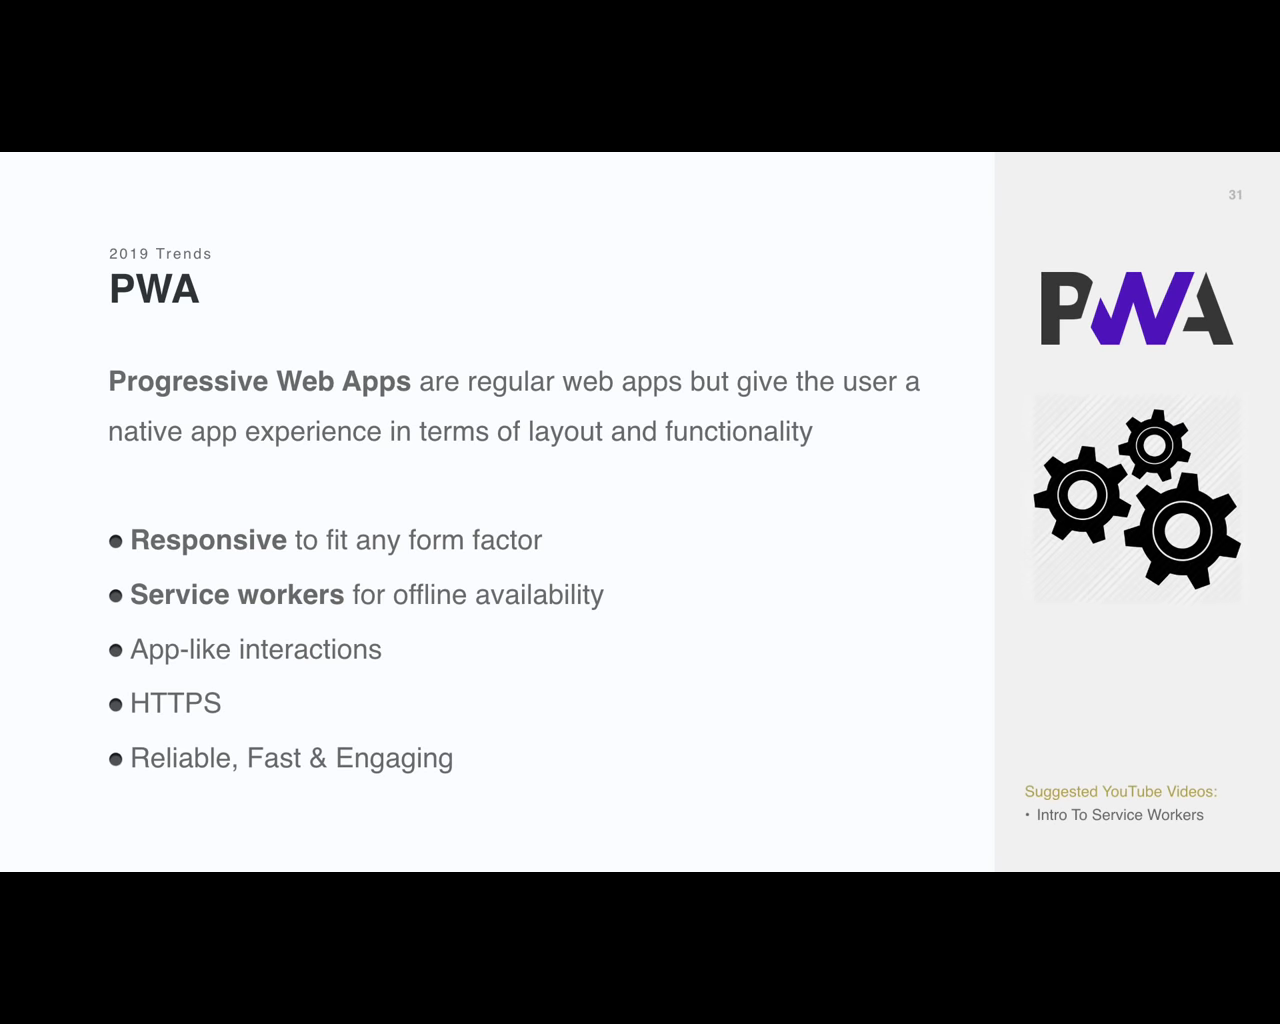 31
2019 Trends
PWA
PWA
Progressive Web Apps are regular web apps but give the user a
native app experience in terms of layout and functionality
● Responsive to fit any form factor
● Service workers for offline availability
● App-like interactions
● HTTPS
● Reliable, Fast & Engaging
Suggested YouTube Videos:
• Intro To Service Workers